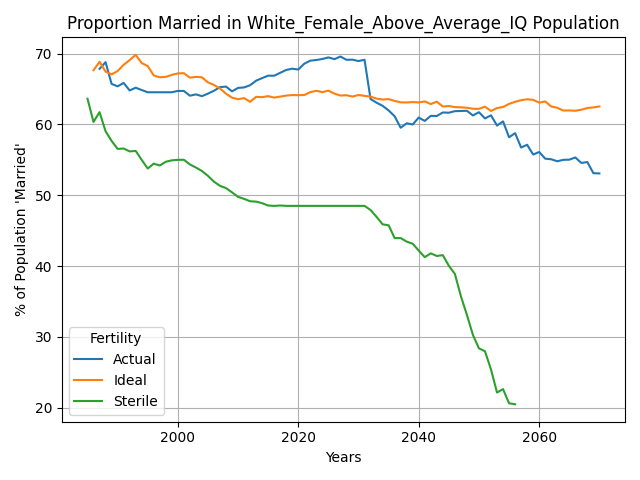 Proportion Married in White_Female_Above_Average_IQ Population
% of Population 'Married'
70
60
50
40
30
20
Fertility
Actual
Ideal
Sterile
2000
2020
2040
2060
Years